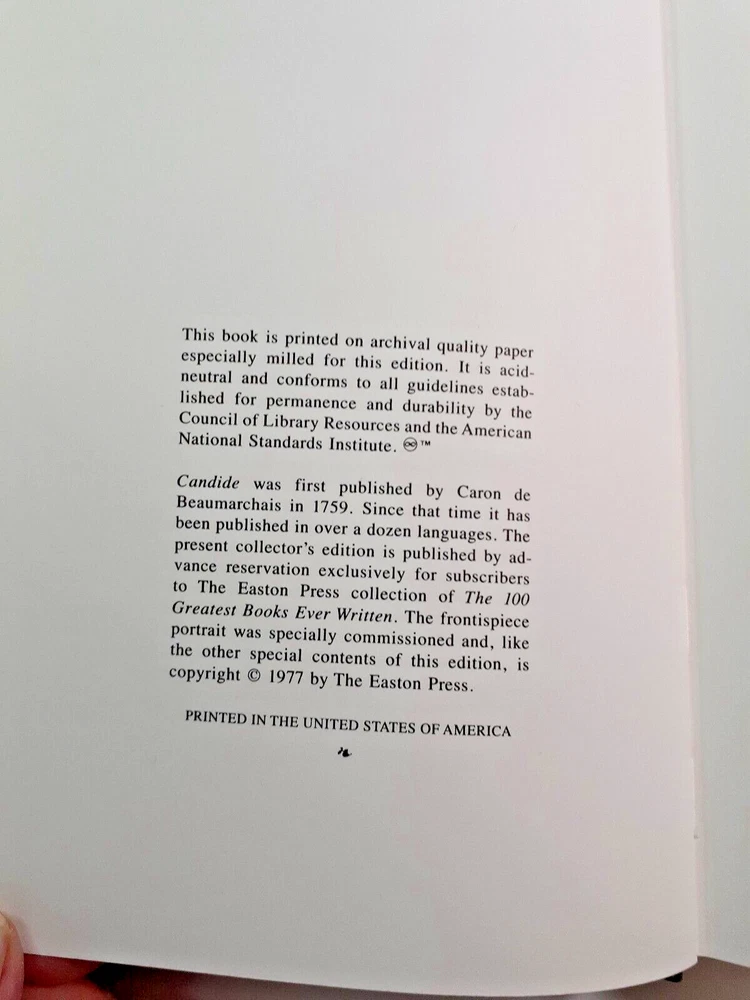 This book is printed on archival quality paper
especially milled for this edition. It is acid-
neutral and conforms to all guidelines estab-
lished for permanence and durability by the
Council of Library Resources and the American
National Standards Institute. ♾™
Candide was first published by Caron de
Beaumarchais in 1759. Since that time it has
been published in over a dozen languages. The
present collector's edition is published by ad-
vance reservation exclusively for subscribers
to The Easton Press collection of The 100
Greatest Books Ever Written. The frontispiece
portrait was specially commissioned and, like
the other special contents of this edition, is
copyright © 1977 by The Easton Press.
PRINTED IN THE UNITED STATES OF AMERICA